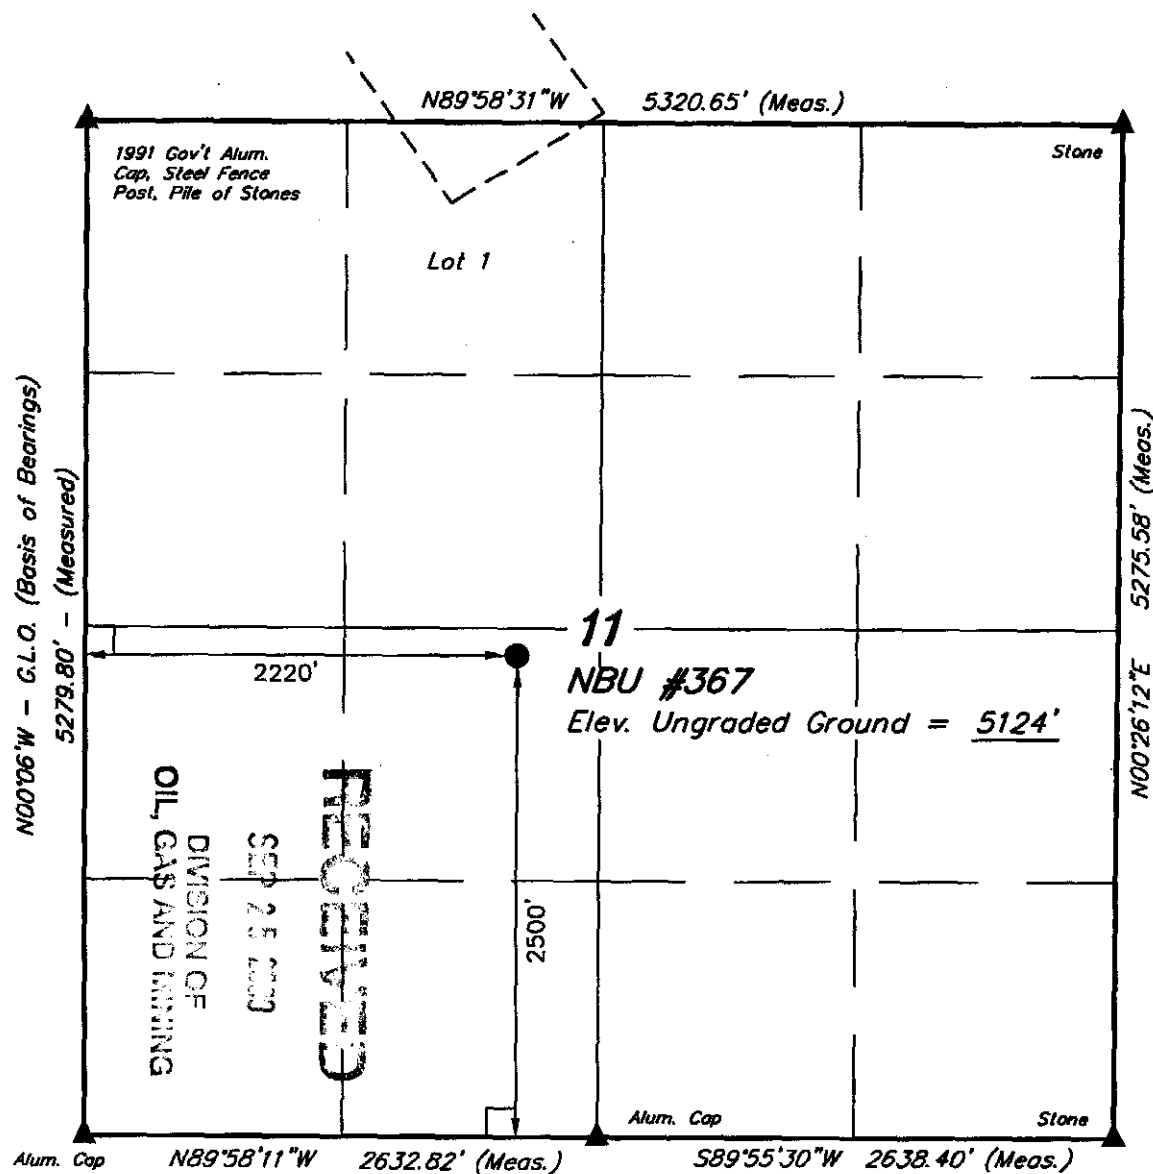 N89°58'31"W 5320.65' (Meas.)
1991 Gov't Alum.
Cap, Steel Fence
Post, Pile of Stones
Stone
Lot 1
N00°06'W - G.L.O. (Basis of Bearings)
5279.80' - (Measured)
N00°26'12"E 5275.58' (Meas.)
11
2220'
NBU #367
Elev. Ungraded Ground = 5124'
2500'
RECEIVED
SEP 25 2000
DIVISION OF
OIL, GAS AND MINING
Alum. Cap
Stone
Alum. Cap
N89°58'11"W 2632.82' (Meas.)
S89°55'30"W 2638.40' (Meas.)